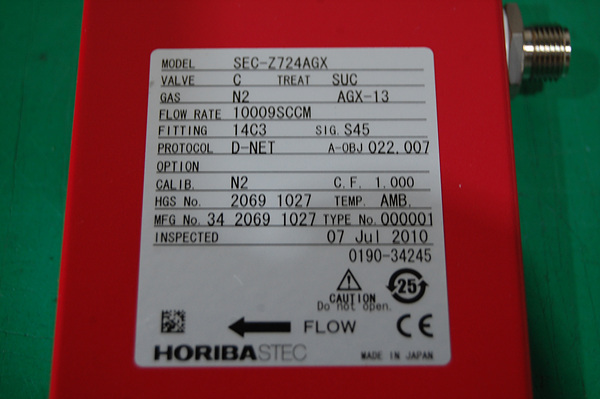 MODEL SEC-Z724AGX
VALVE C TREAT SUC
GAS N2 AGX-13
FLOW RATE 10009SCCM
FITTING 14C3 SIG. S45
PROTOCOL D-NET A-OBJ 022.007
OPTION
CALIB. N2 C.F. 1.000
HGS No. 2069 1027 TEMP. AMB.
MFG No. 34 2069 1027 TYPE No. 000001
INSPECTED 07 Jul 2010
0190-34245
25
CAUTION
Do not open.
FLOW CE
HORIBASTEC MADE IN JAPAN